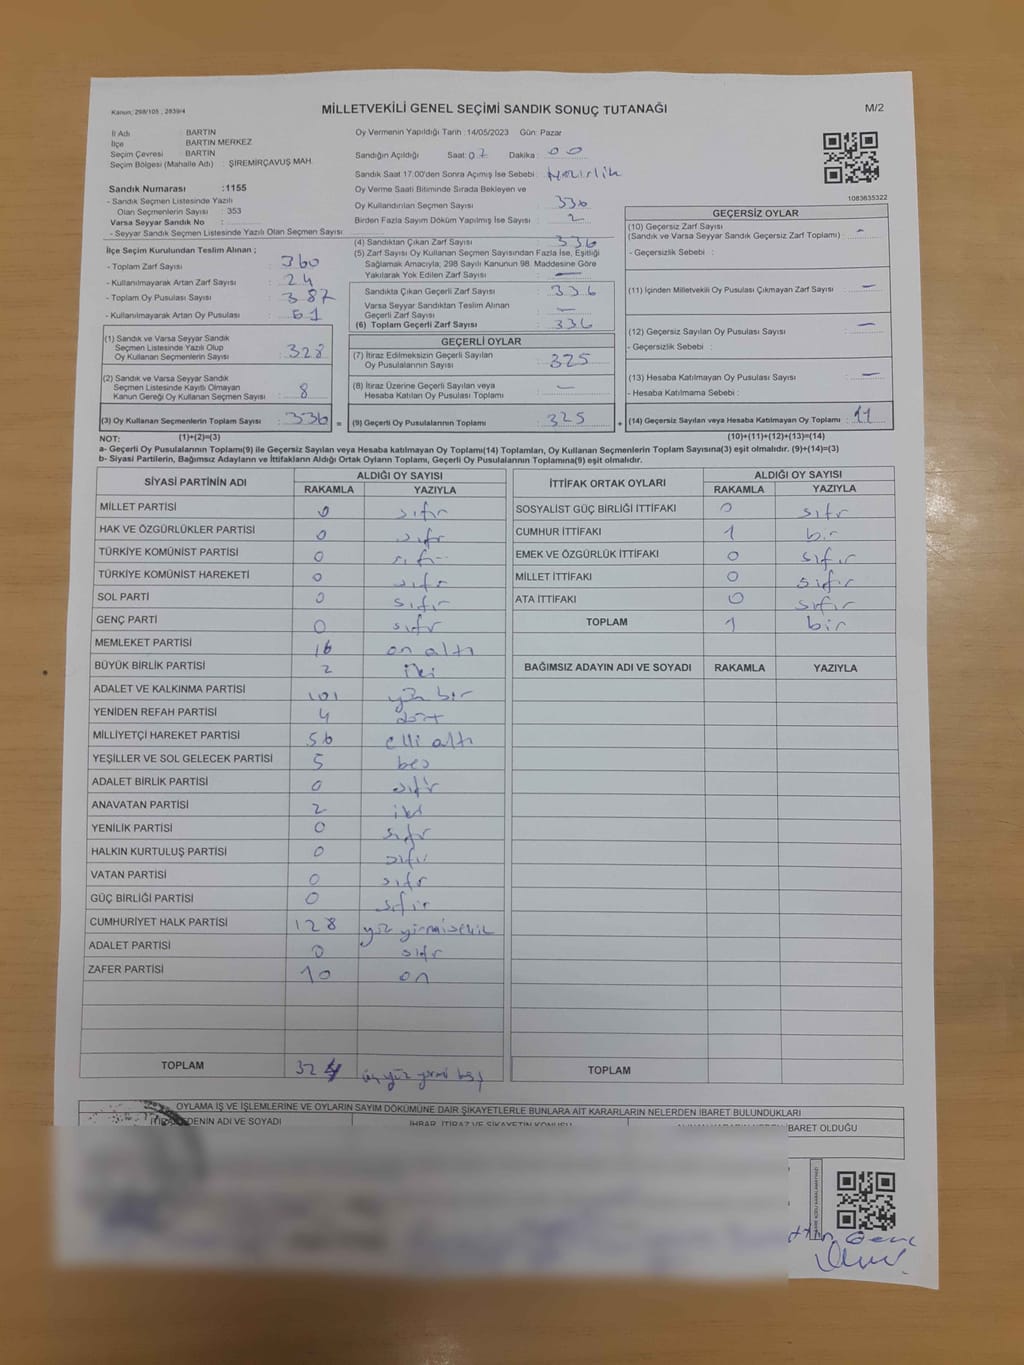 Kanun: 298/105 , 2839/4
MİLLETVEKİLİ GENEL SEÇİMİ SANDIK SONUÇ TUTANAĞI
M/2
İl Adı : BARTIN
İlçe : BARTIN MERKEZ
Seçim Çevresi : BARTIN
Seçim Bölgesi (Mahalle Adı) : ŞİREMİRÇAVUŞ MAH.
Sandık Numarası :1155
- Sandık Seçmen Listesinde Yazılı
Olan Seçmenlerin Sayısı : 353
Varsa Seyyar Sandık No :
- Seyyar Sandık Seçmen Listesinde Yazılı Olan Seçmen Sayısı:
Oy Vermenin Yapıldığı Tarih :14/05/2023 Gün: Pazar
Sandığın Açıldığı Saat: 07 Dakika : 00
Sandık Saat 17:00'den Sonra Açılmış İse Sebebi : Hazırlık
Oy Verme Saati Bitiminde Sırada Bekleyen ve
Oy Kullandırılan Seçmen Sayısı : 336
Birden Fazla Sayım Döküm Yapılmış İse Sayısı : 2
1083635322
İlçe Seçim Kurulundan Teslim Alınan ;
- Toplam Zarf Sayısı : 360
- Kullanılmayarak Artan Zarf Sayısı : 24
- Toplam Oy Pusulası Sayısı : 387
- Kullanılmayarak Artan Oy Pusulası : 51
(1) Sandık ve Varsa Seyyar Sandık
Seçmen Listesinde Yazılı Olup
Oy Kullanan Seçmenlerin Sayısı : 328
(2) Sandık ve Varsa Seyyar Sandık
Seçmen Listesinde Kayıtlı Olmayan
Kanun Gereği Oy Kullanan Seçmen Sayısı : 8
(3) Oy Kullanan Seçmenlerin Toplam Sayısı : 336 =
(4) Sandıktan Çıkan Zarf Sayısı : 336
(5) Zarf Sayısı Oy Kullanan Seçmen Sayısından Fazla İse, Eşitliği
Sağlamak Amacıyla; 298 Sayılı Kanunun 98. Maddesine Göre
Yakılarak Yok Edilen Zarf Sayısı : —
Sandıkta Çıkan Geçerli Zarf Sayısı : 336
Varsa Seyyar Sandıktan Teslim Alınan
Geçerli Zarf Sayısı : —
(6) Toplam Geçerli Zarf Sayısı : 336
GEÇERLİ OYLAR
(7) İtiraz Edilmeksizin Geçerli Sayılan
Oy Pusulalarının Sayısı : 325
(8) İtiraz Üzerine Geçerli Sayılan veya
Hesaba Katılan Oy Pusulası Toplamı : —
(9) Geçerli Oy Pusulalarının Toplamı : 325 +
GEÇERSİZ OYLAR
(10) Geçersiz Zarf Sayısı
(Sandık ve Varsa Seyyar Sandık Geçersiz Zarf Toplamı) : —
- Geçersizlik Sebebi :
(11) İçinden Milletvekili Oy Pusulası Çıkmayan Zarf Sayısı : —
(12) Geçersiz Sayılan Oy Pusulası Sayısı : —
- Geçersizlik Sebebi :
(13) Hesaba Katılmayan Oy Pusulası Sayısı : —
- Hesaba Katılmama Sebebi :
(14) Geçersiz Sayılan veya Hesaba Katılmayan Oy Toplamı : 11
NOT: (1)+(2)=(3) (10)+(11)+(12)+(13)=(14)
a- Geçerli Oy Pusulalarının Toplamı(9) ile Geçersiz Sayılan veya Hesaba katılmayan Oy Toplamı(14) Toplamları, Oy Kullanan Seçmenlerin Toplam Sayısına(3) eşit olmalıdır. (9)+(14)=(3)
b- Siyasi Partilerin, Bağımsız Adayların ve İttifakların Aldığı Ortak Oyların Toplamı, Geçerli Oy Pusulalarının Toplamına(9) eşit olmalıdır.
SİYASİ PARTİNİN ADI ALDIĞI OY SAYISI
RAKAMLA YAZIYLA
MİLLET PARTİSİ 0 sıfır
HAK VE ÖZGÜRLÜKLER PARTİSİ 0 sıfır
TÜRKİYE KOMÜNİST PARTİSİ 0 sıfır
TÜRKİYE KOMÜNİST HAREKETİ 0 sıfır
SOL PARTİ 0 sıfır
GENÇ PARTİ 0 sıfır
MEMLEKET PARTİSİ 16 on altı
BÜYÜK BİRLİK PARTİSİ 2 iki
ADALET VE KALKINMA PARTİSİ 101 yüz bir
YENİDEN REFAH PARTİSİ 4 dört
MİLLİYETÇİ HAREKET PARTİSİ 56 elli altı
YEŞİLLER VE SOL GELECEK PARTİSİ 5 beş
ADALET BİRLİK PARTİSİ 0 sıfır
ANAVATAN PARTİSİ 2 iki
YENİLİK PARTİSİ 0 sıfır
HALKIN KURTULUŞ PARTİSİ 0 sıfır
VATAN PARTİSİ 0 sıfır
GÜÇ BİRLİĞİ PARTİSİ 0 sıfır
CUMHURİYET HALK PARTİSİ 128 yüz yirmisekiz
ADALET PARTİSİ 0 sıfır
ZAFER PARTİSİ 10 on
TOPLAM 324 üç yüz yirmi beş
İTTİFAK ORTAK OYLARI ALDIĞI OY SAYISI
RAKAMLA YAZIYLA
SOSYALİST GÜÇ BİRLİĞİ İTTİFAKI 0 sıfır
CUMHUR İTTİFAKI 1 bir
EMEK VE ÖZGÜRLÜK İTTİFAKI 0 sıfır
MİLLET İTTİFAKI 0 sıfır
ATA İTTİFAKI 0 sıfır
TOPLAM 1 bir
BAĞIMSIZ ADAYIN ADI VE SOYADI RAKAMLA YAZIYLA
TOPLAM
OYLAMA İŞ VE İŞLEMLERİNE VE OYLARIN SAYIM DÖKÜMÜNE DAİR ŞİKAYETLERLE BUNLARA AİT KARARLARIN NELERDEN İBARET BULUNDUKLARI
EDENİN ADI VE SOYADI
İHBAR, İTİRAZ VE ŞİKAYETİN KONUSU
İBARET OLDUĞU